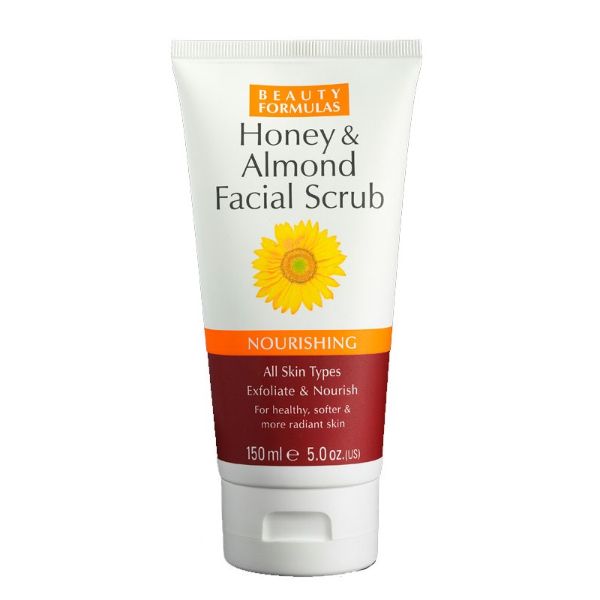 BEAUTY
FORMULAS
Honey &
Almond
Facial Scrub
NOURISHING
All Skin Types
Exfoliate & Nourish
For healthy, softer &
more radiant skin
150 ml ℮ 5.0 oz.(US)